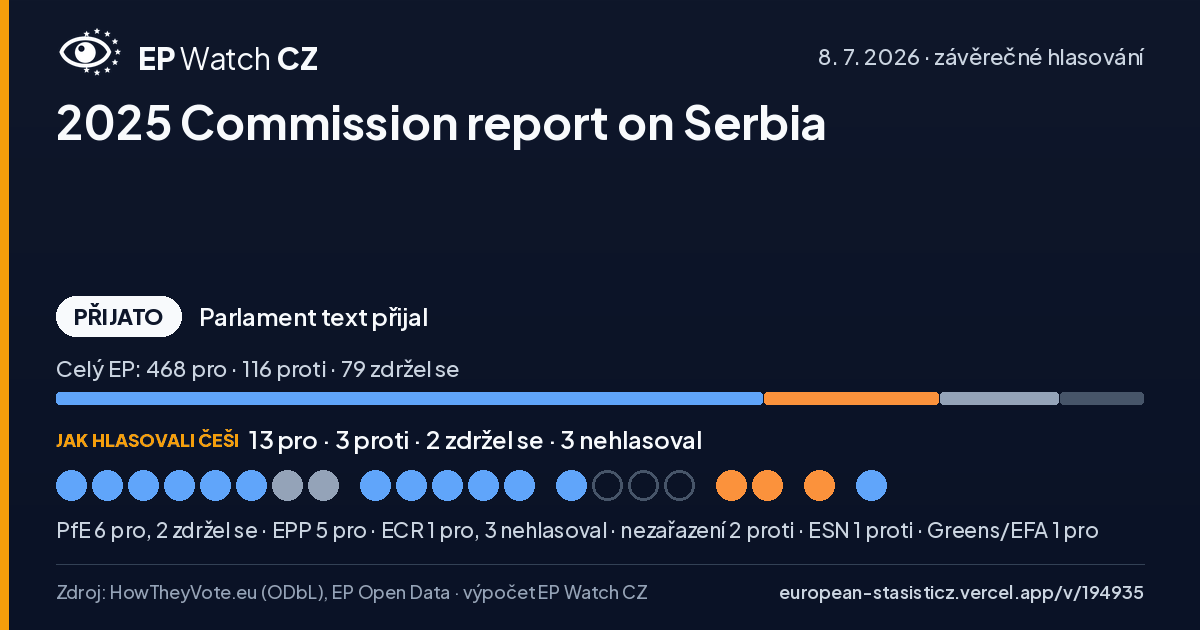 EP Watch CZ
8. 7. 2026 · závěrečné hlasování
2025 Commission report on Serbia
PŘIJATO Parlament text přijal
Celý EP: 468 pro · 116 proti · 79 zdržel se
JAK HLASOVALI ČEŠI 13 pro · 3 proti · 2 zdržel se · 3 nehlasoval
PfE 6 pro, 2 zdržel se · EPP 5 pro · ECR 1 pro, 3 nehlasoval · nezařazení 2 proti · ESN 1 proti · Greens/EFA 1 pro
Zdroj: HowTheyVote.eu (ODbL), EP Open Data · výpočet EP Watch CZ
european-stasisticz.vercel.app/v/194935